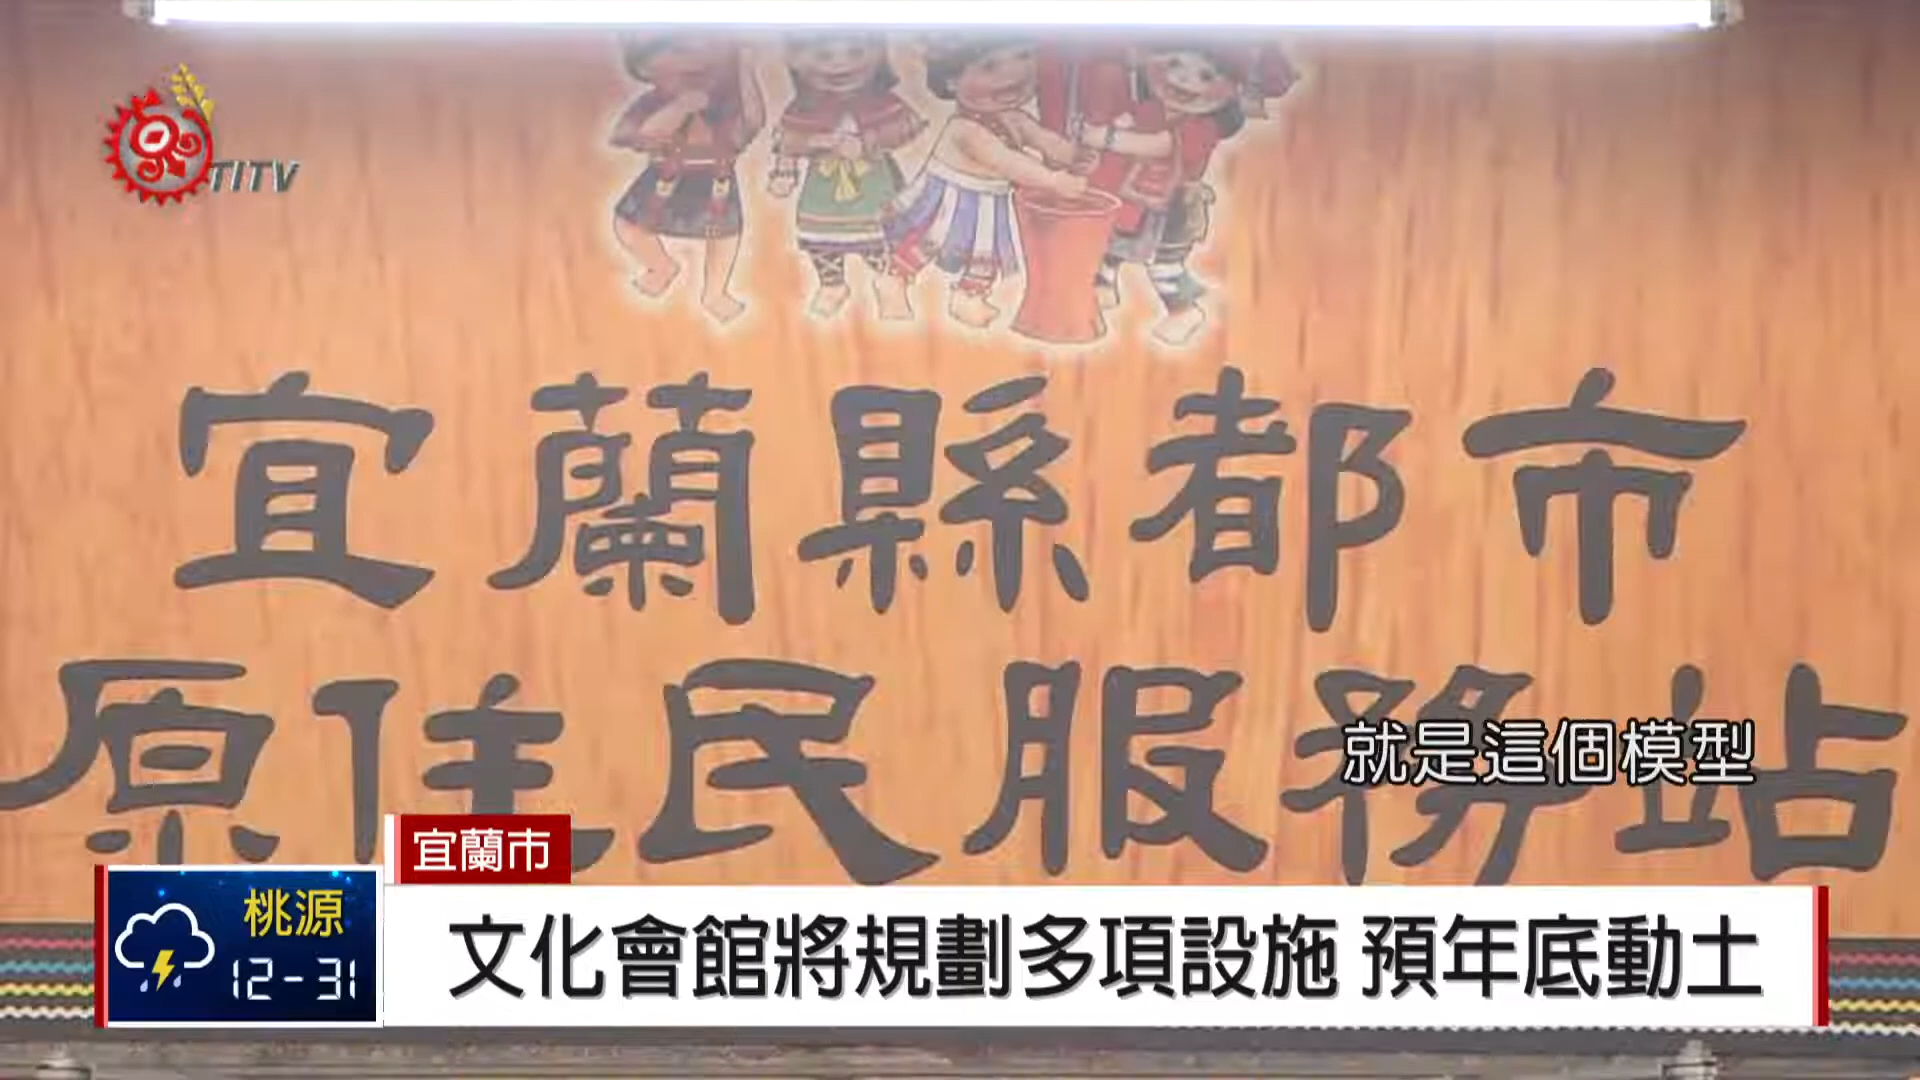 TITV
宜蘭縣都市
原住民服務站
就是這個模型
宜蘭市
桃源
12-31
文化會館將規劃多項設施 預年底動土